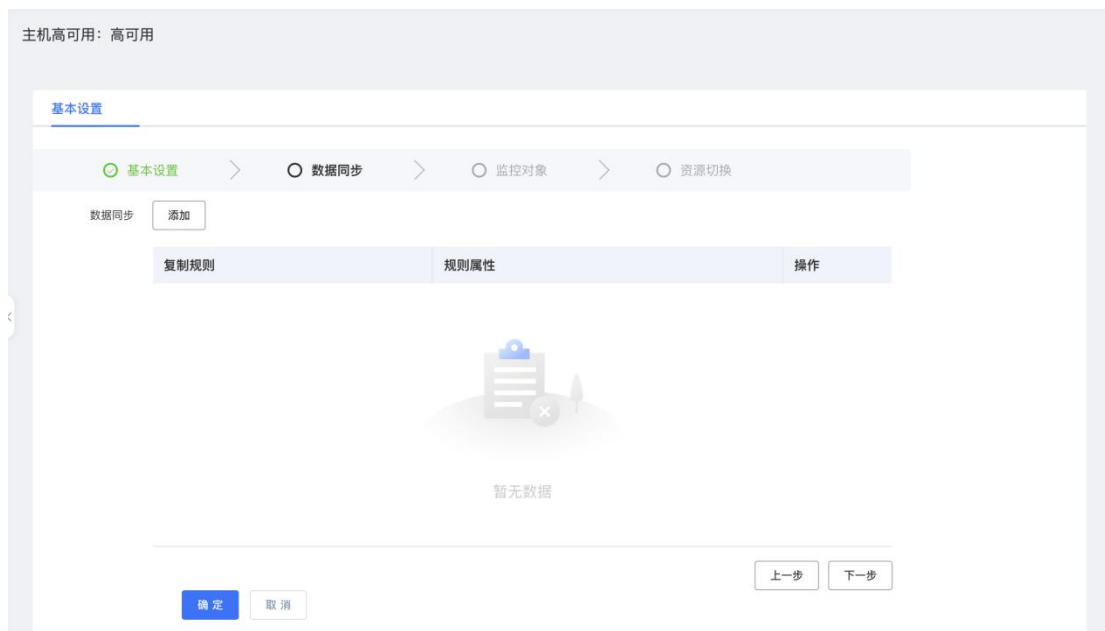 主机高可用：高可用
基本设置
基本设置 数据同步 监控对象 资源切换
数据同步 添加
复制规则 规则属性 操作
暂无数据
上一步 下一步
确定 取消